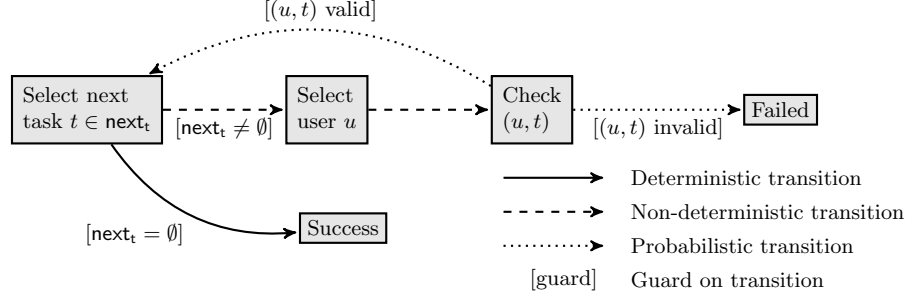 [(u, t) valid]
Select next
task t ∈ next_t
[next_t ≠ ∅]
Select
user u
Check
(u, t)
[(u, t) invalid]
Failed
[next_t = ∅]
Success
Deterministic transition
Non-deterministic transition
Probabilistic transition
[guard] Guard on transition